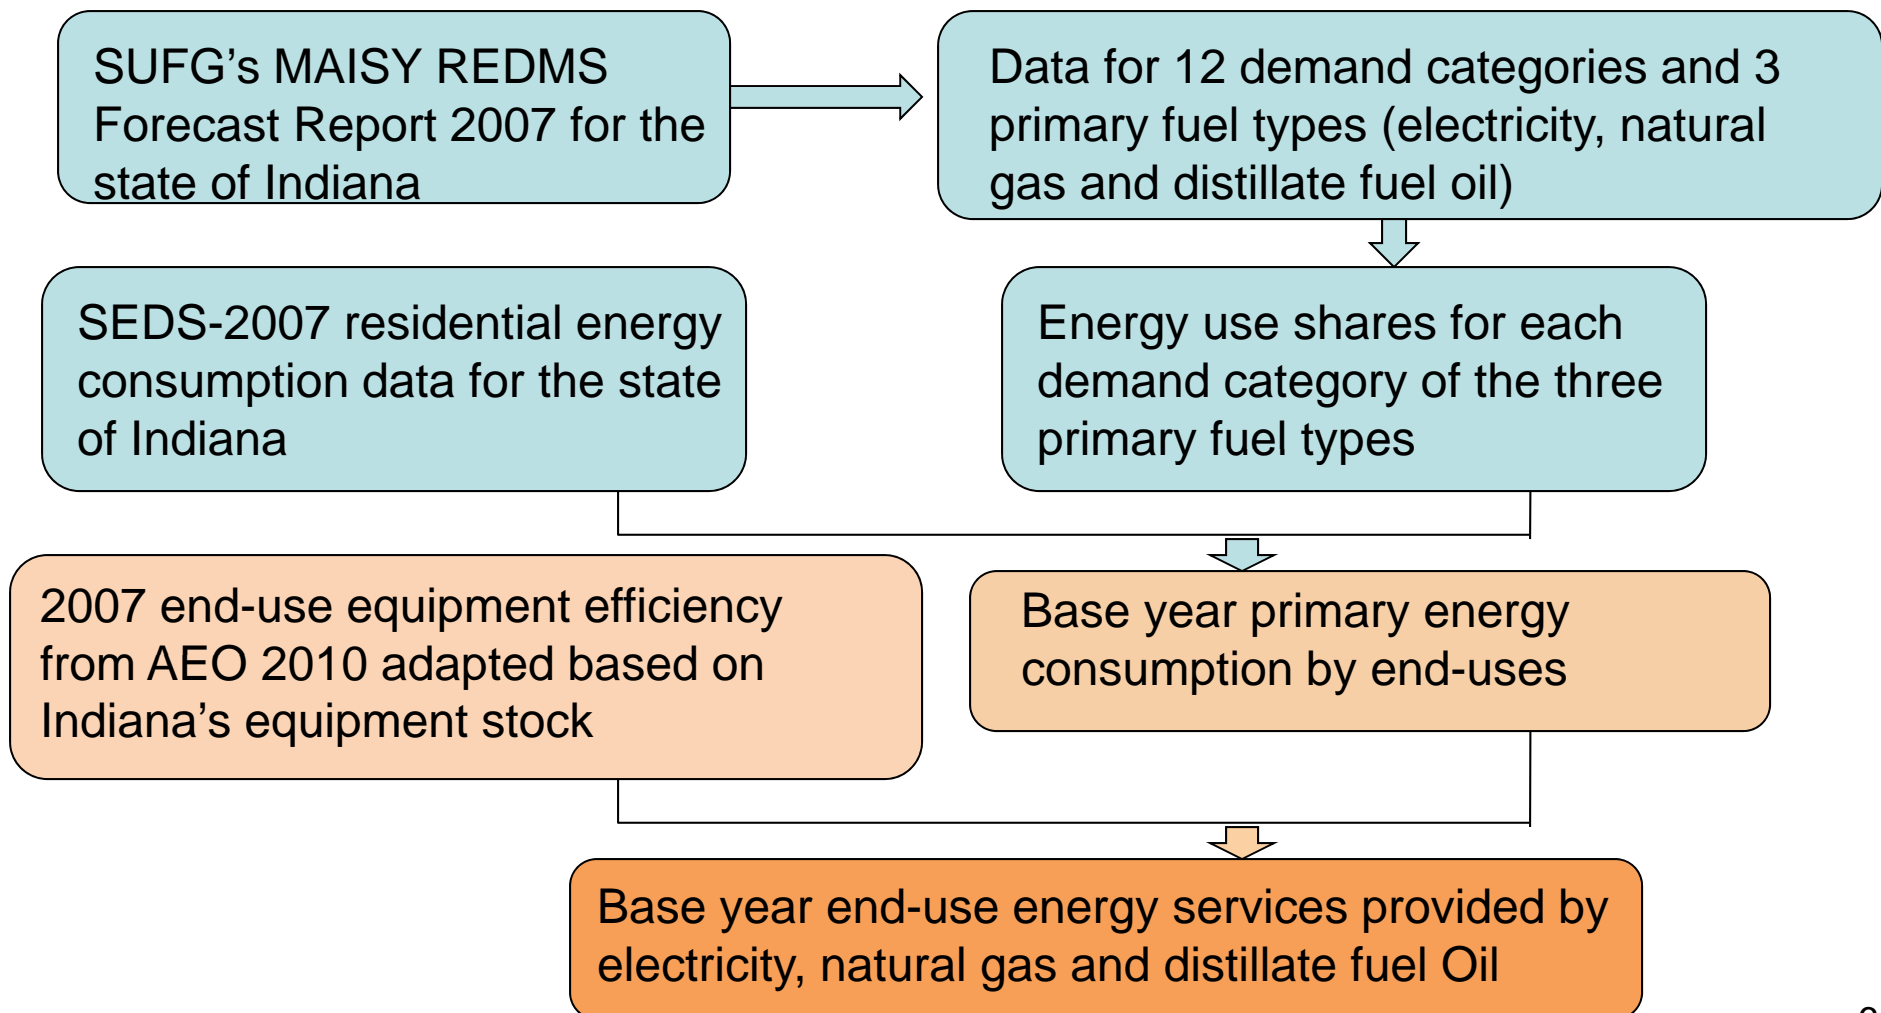 SUFG's MAISY REDMS
Forecast Report 2007 for the
state of Indiana
Data for 12 demand categories and 3
primary fuel types (electricity, natural
gas and distillate fuel oil)
SEDS-2007 residential energy
consumption data for the state
of Indiana
Energy use shares for each
demand category of the three
primary fuel types
2007 end-use equipment efficiency
from AEO 2010 adapted based on
Indiana's equipment stock
Base year primary energy
consumption by end-uses
Base year end-use energy services provided by
electricity, natural gas and distillate fuel Oil